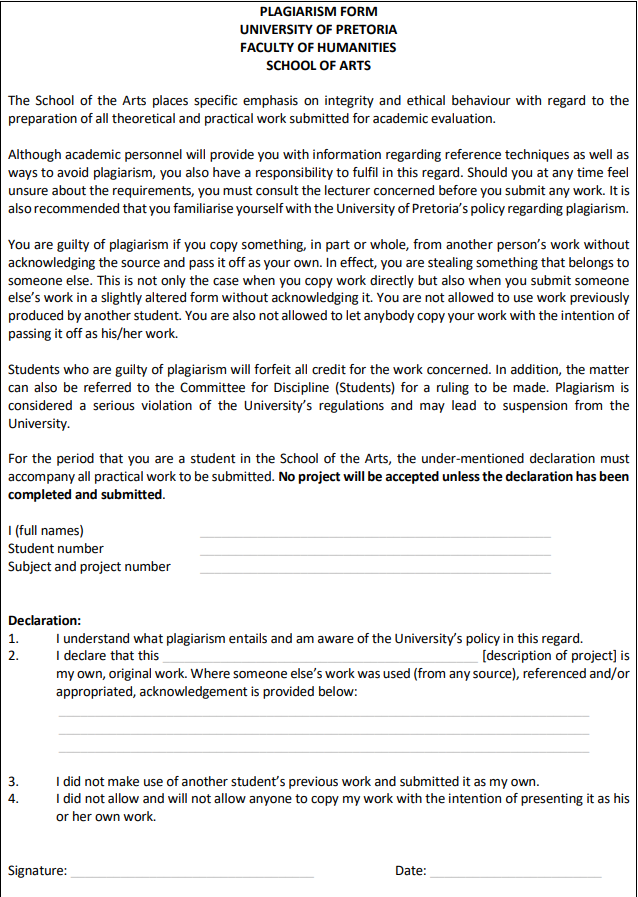 PLAGIARISM FORM
UNIVERSITY OF PRETORIA
FACULTY OF HUMANITIES
SCHOOL OF ARTS
The School of the Arts places specific emphasis on integrity and ethical behaviour with regard to the
preparation of all theoretical and practical work submitted for academic evaluation.
Although academic personnel will provide you with information regarding reference techniques as well as
ways to avoid plagiarism, you also have a responsibility to fulfil in this regard. Should you at any time feel
unsure about the requirements, you must consult the lecturer concerned before you submit any work. It is
also recommended that you familiarise yourself with the University of Pretoria's policy regarding plagiarism.
You are guilty of plagiarism if you copy something, in part or whole, from another person's work without
acknowledging the source and pass it off as your own. In effect, you are stealing something that belongs to
someone else. This is not only the case when you copy work directly but also when you submit someone
else's work in a slightly altered form without acknowledging it. You are not allowed to use work previously
produced by another student. You are also not allowed to let anybody copy your work with the intention of
passing it off as his/her work.
Students who are guilty of plagiarism will forfeit all credit for the work concerned. In addition, the matter
can also be referred to the Committee for Discipline (Students) for a ruling to be made. Plagiarism is
considered a serious violation of the University's regulations and may lead to suspension from the
University.
For the period that you are a student in the School of the Arts, the under-mentioned declaration must
accompany all practical work to be submitted. No project will be accepted unless the declaration has been
completed and submitted.
I (full names)
Student number
Subject and project number
Declaration:
1. I understand what plagiarism entails and am aware of the University's policy in this regard.
2. I declare that this [description of project] is
my own, original work. Where someone else's work was used (from any source), referenced and/or
appropriated, acknowledgement is provided below:
3. I did not make use of another student's previous work and submitted it as my own.
4. I did not allow and will not allow anyone to copy my work with the intention of presenting it as his
or her own work.
Signature: Date: